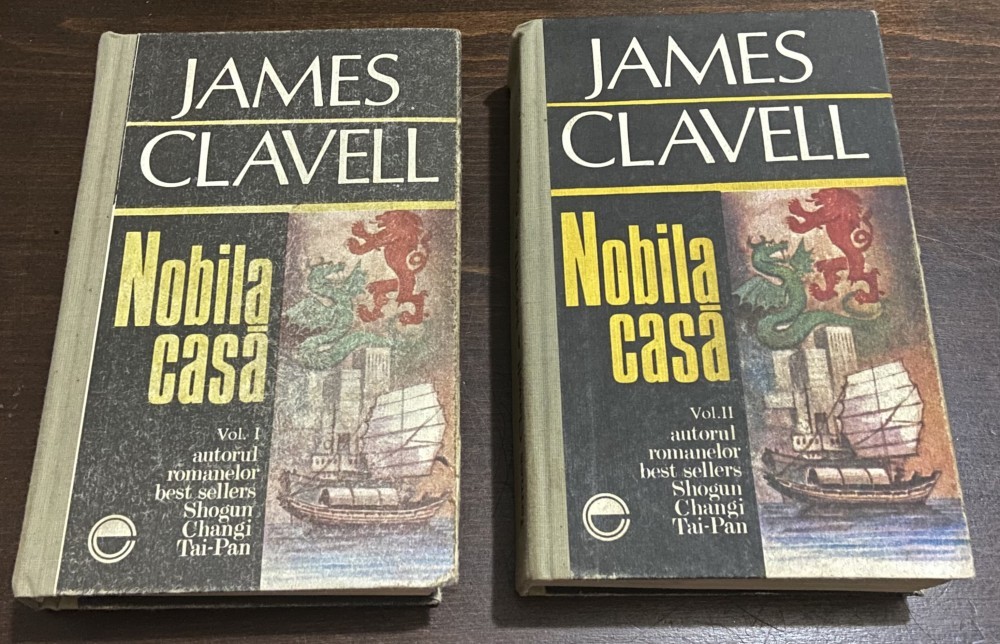 JAMES
CLAVELL
Nobila
casă
Vol. I
autorul
romanelor
best sellers
Shogun
Changi
Tai-Pan
JAMES
CLAVELL
Nobila
casă
Vol.II
autorul
romanelor
best sellers
Shogun
Changi
Tai-Pan